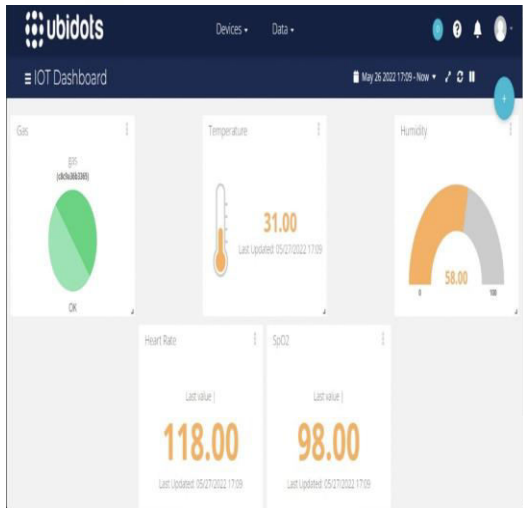 ubidots
Devices
Data
IOT Dashboard
May 26 2022 17:09 - Now
Gas
gas
OK
Temperature
31.00
Last Updated: 05/27/2022 17:09
Humidity
58.00
0
100
Heart Rate
Last value |
118.00
Last Updated: 05/27/2022 17:09
SpO2
Last value |
98.00
Last Updated: 05/27/2022 17:09